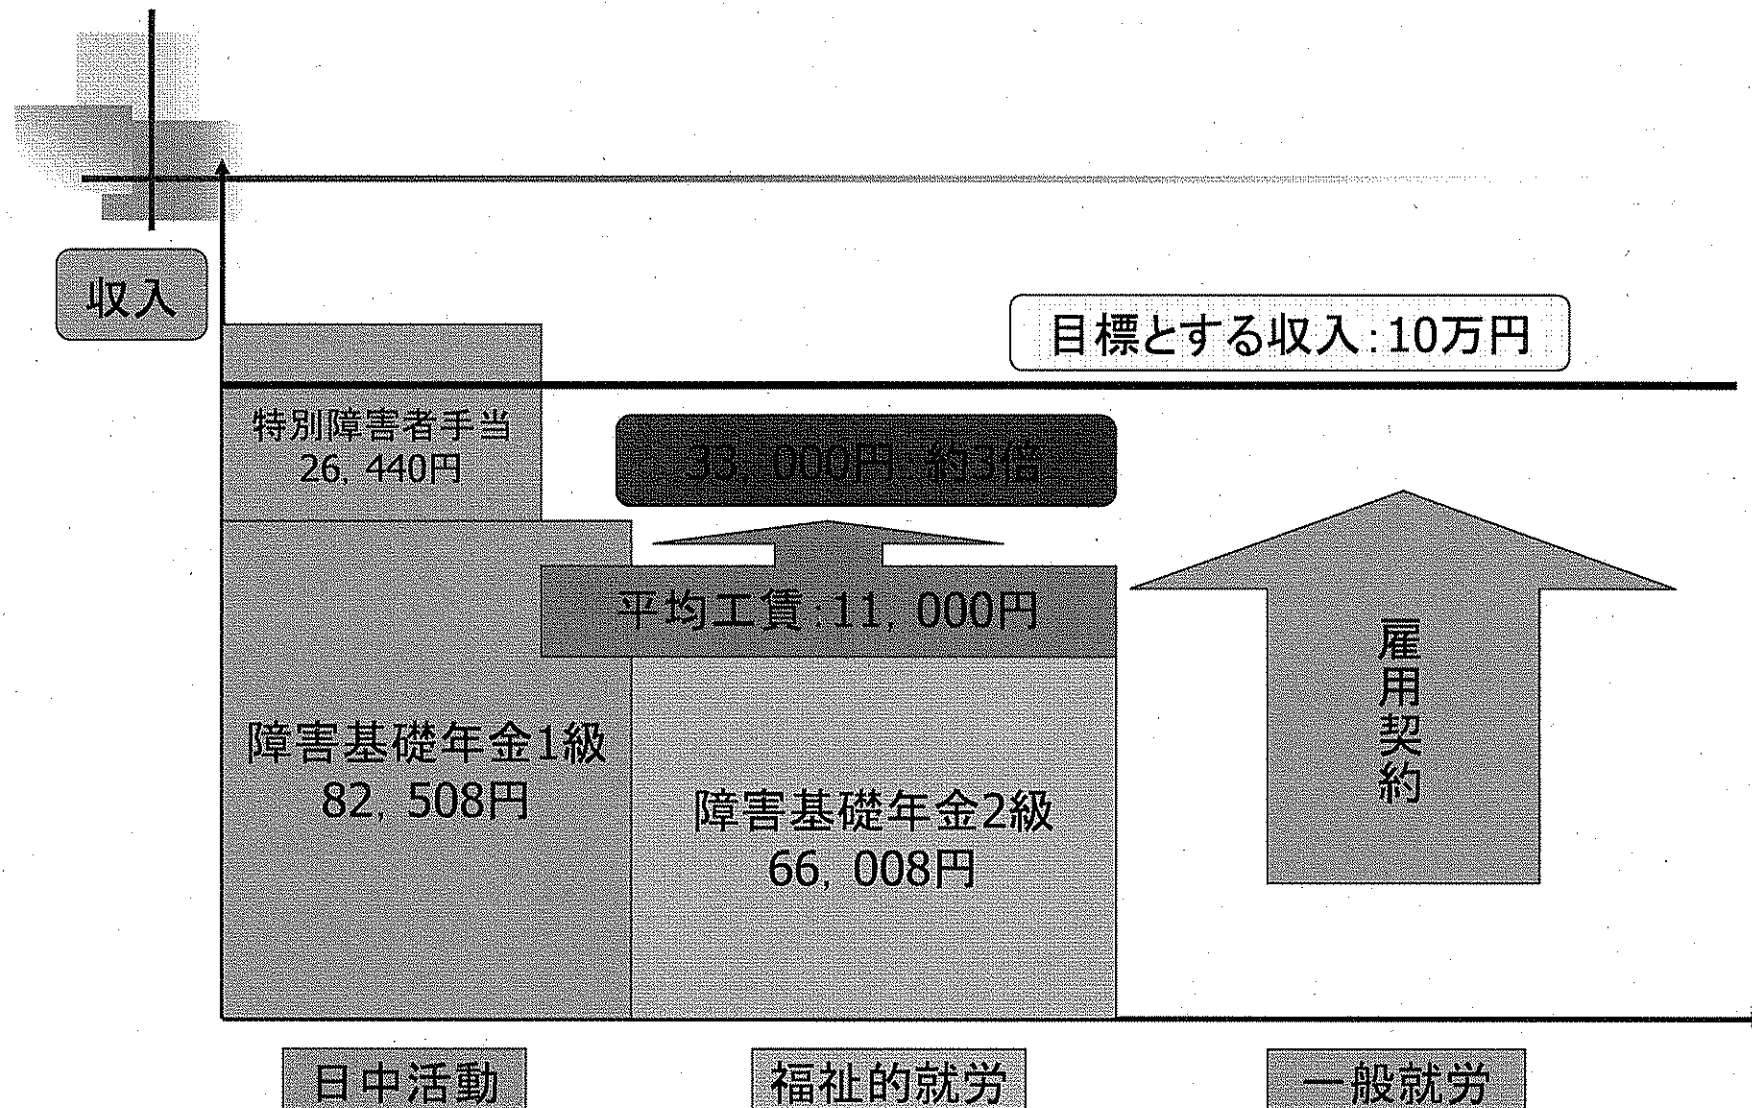 収入
目標とする収入:10万円
特別障害者手当
26,440円
33,000円 約3倍
平均工賃:11,000円
障害基礎年金1級
82,508円
障害基礎年金2級
66,008円
雇用契約
日中活動
福祉的就労
一般就労